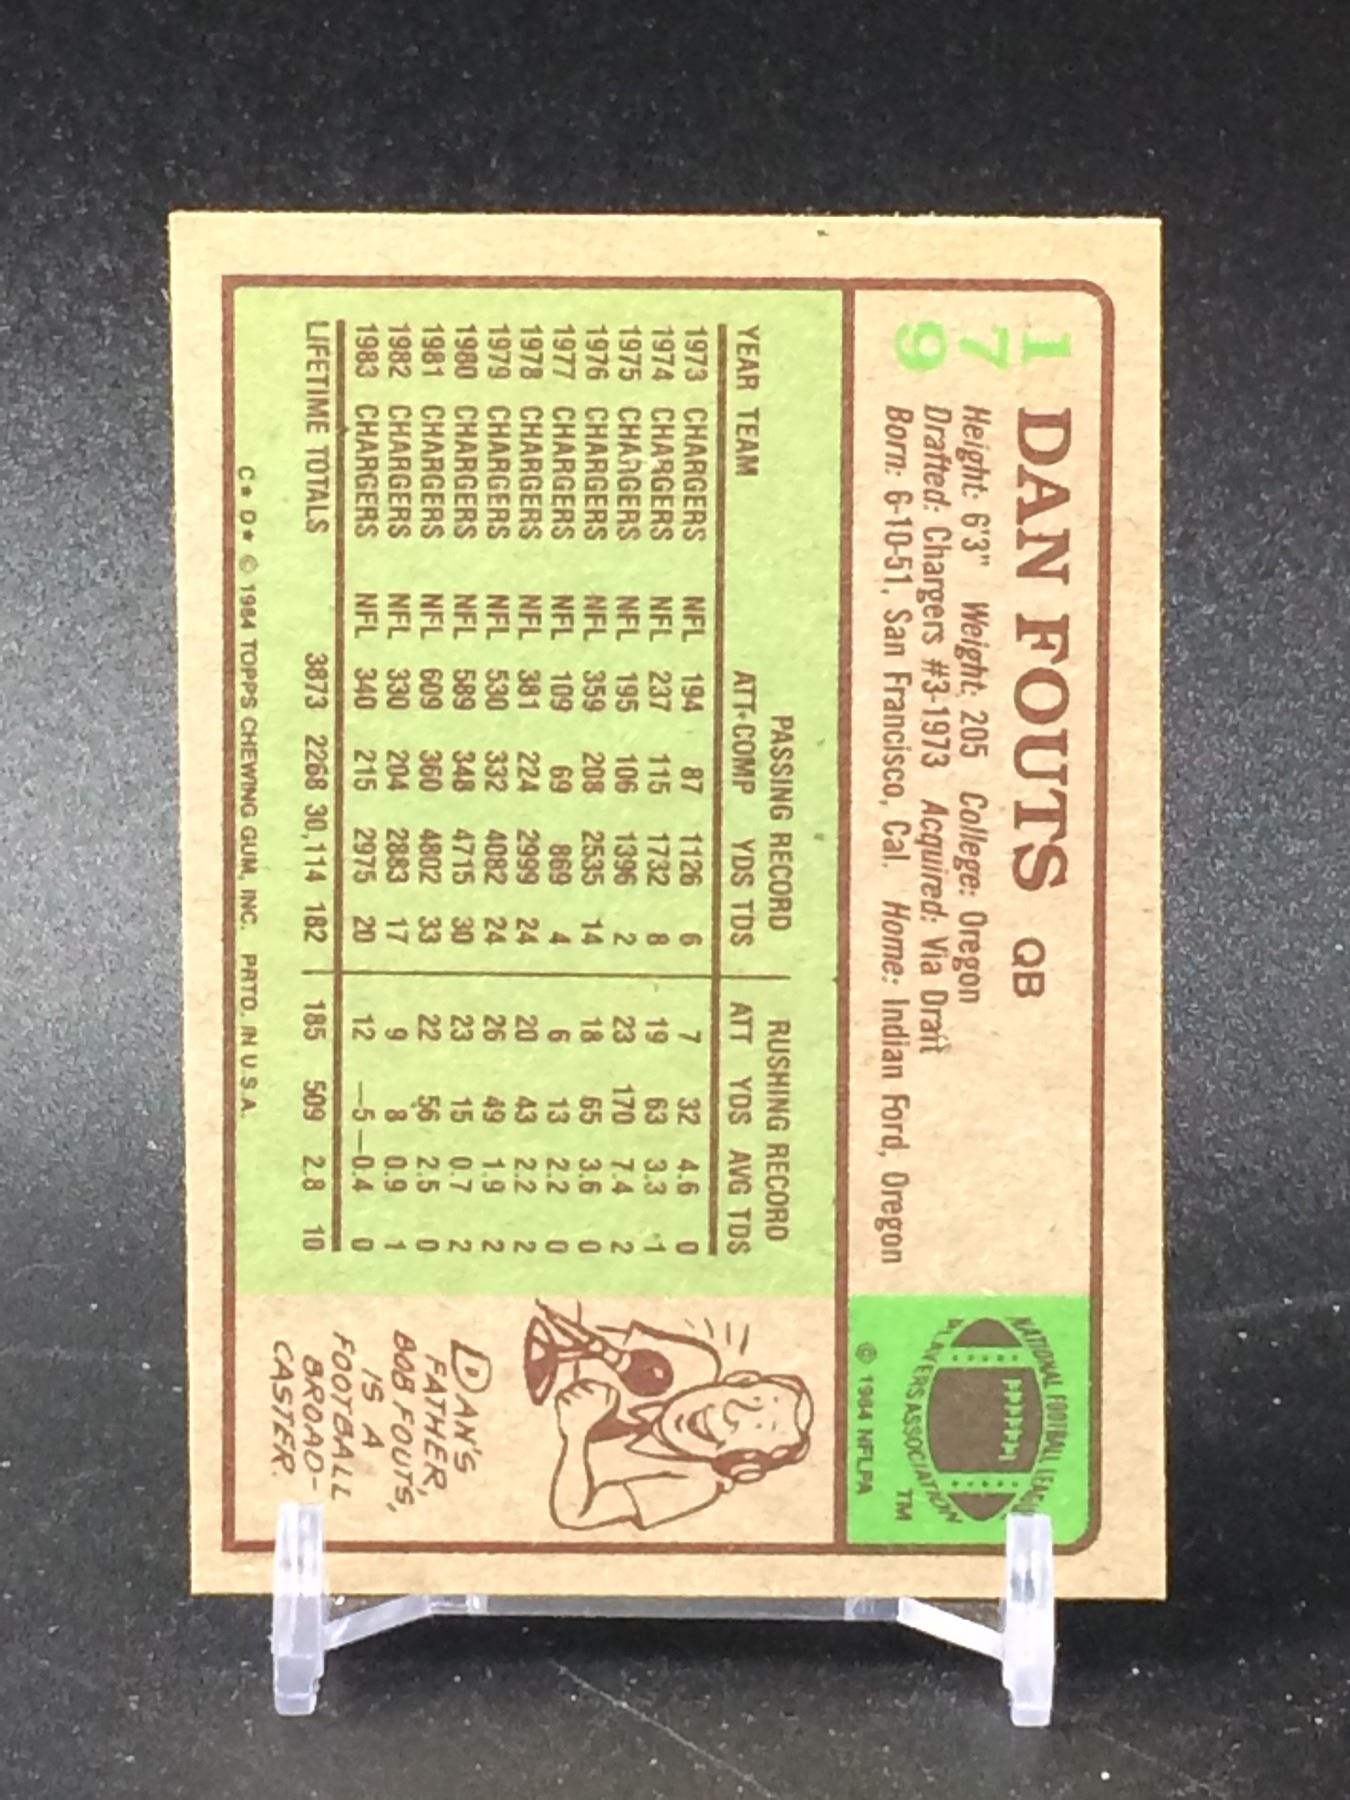 179
DAN FOUTS QB
Height: 6'3" Weight: 205 College: Oregon
Drafted: Chargers #3-1973 Acquired: Via Draft
Born: 6-10-51, San Francisco, Cal. Home: Indian Ford, Oregon
NATIONAL FOOTBALL LEAGUE
PLAYERS ASSOCIATION
TM
© 1984 NFLPA
PASSING RECORD RUSHING RECORD
YEAR TEAM ATT-COMP YDS TDS ATT YDS AVG TDS
1973 CHARGERS NFL 194 87 1126 6 7 32 4.6 0
1974 CHARGERS NFL 237 115 1732 8 19 63 3.3 1
1975 CHARGERS NFL 195 106 1396 2 23 170 7.4 2
1976 CHARGERS NFL 359 208 2535 14 18 65 3.6 0
1977 CHARGERS NFL 109 69 869 4 6 13 2.2 0
1978 CHARGERS NFL 381 224 2999 24 20 43 2.2 2
1979 CHARGERS NFL 530 332 4082 24 26 49 1.9 2
1980 CHARGERS NFL 589 348 4715 30 23 15 0.7 2
1981 CHARGERS NFL 609 360 4802 33 22 56 2.5 0
1982 CHARGERS NFL 330 204 2883 17 9 8 0.9 1
1983 CHARGERS NFL 340 215 2975 20 12 —5 —0.4 0
LIFETIME TOTALS 3873 2268 30,114 182 185 509 2.8 10
C* D* © 1984 TOPPS CHEWING GUM, INC. PRTD. IN U.S.A.
DAN'S
FATHER,
BOB FOUTS,
IS A
FOOTBALL
BROAD-
CASTER.